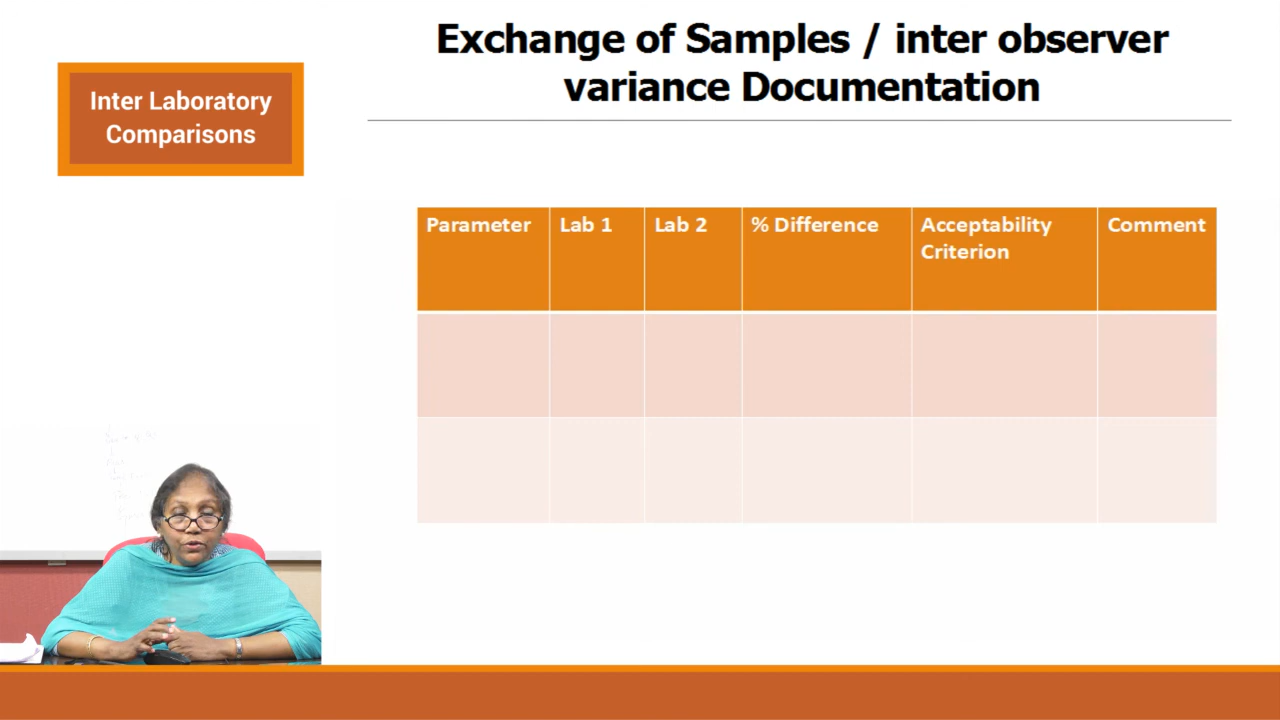 Exchange of Samples / inter observer
variance Documentation
Inter Laboratory
Comparisons
Parameter Lab 1 Lab 2 % Difference Acceptability Comment
Criterion